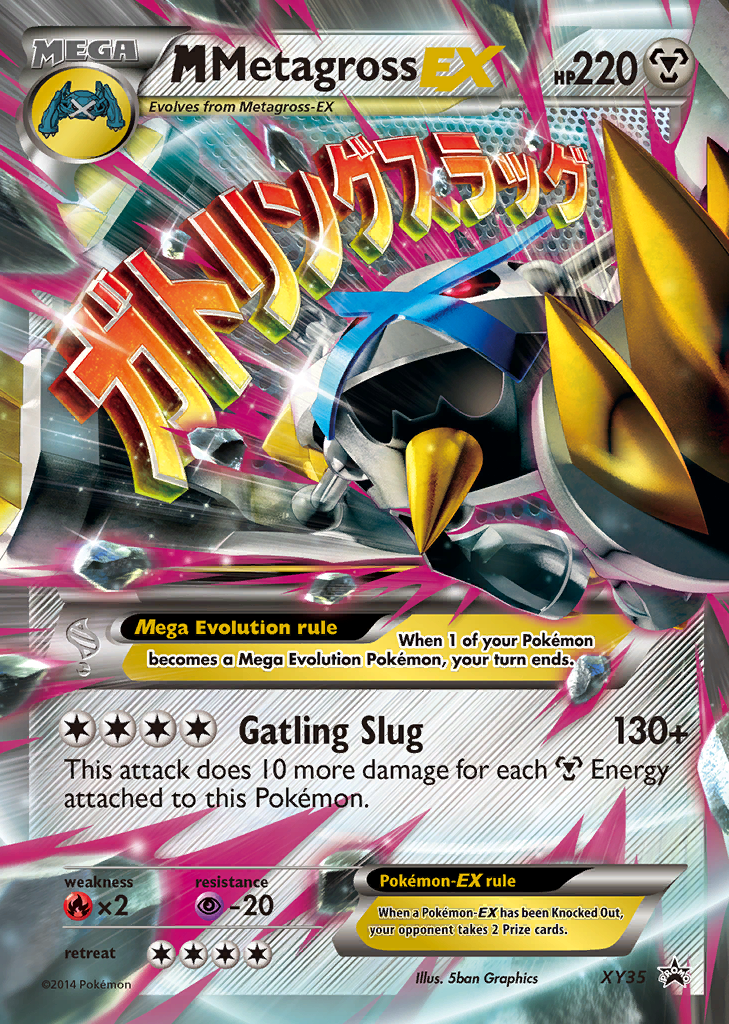 MEGA
MMetagrossEX
HP220
Evolves from Metagross-EX
ガトリングスラッグ
Mega Evolution rule
When 1 of your Pokémon
becomes a Mega Evolution Pokémon, your turn ends.
Gatling Slug 130+
This attack does 10 more damage for each Energy
attached to this Pokémon.
weakness resistance
×2 -20
retreat
Pokémon-EX rule
When a Pokémon-EX has been Knocked Out,
your opponent takes 2 Prize cards.
©2014 Pokémon
Illus. 5ban Graphics
XY35
PROMO